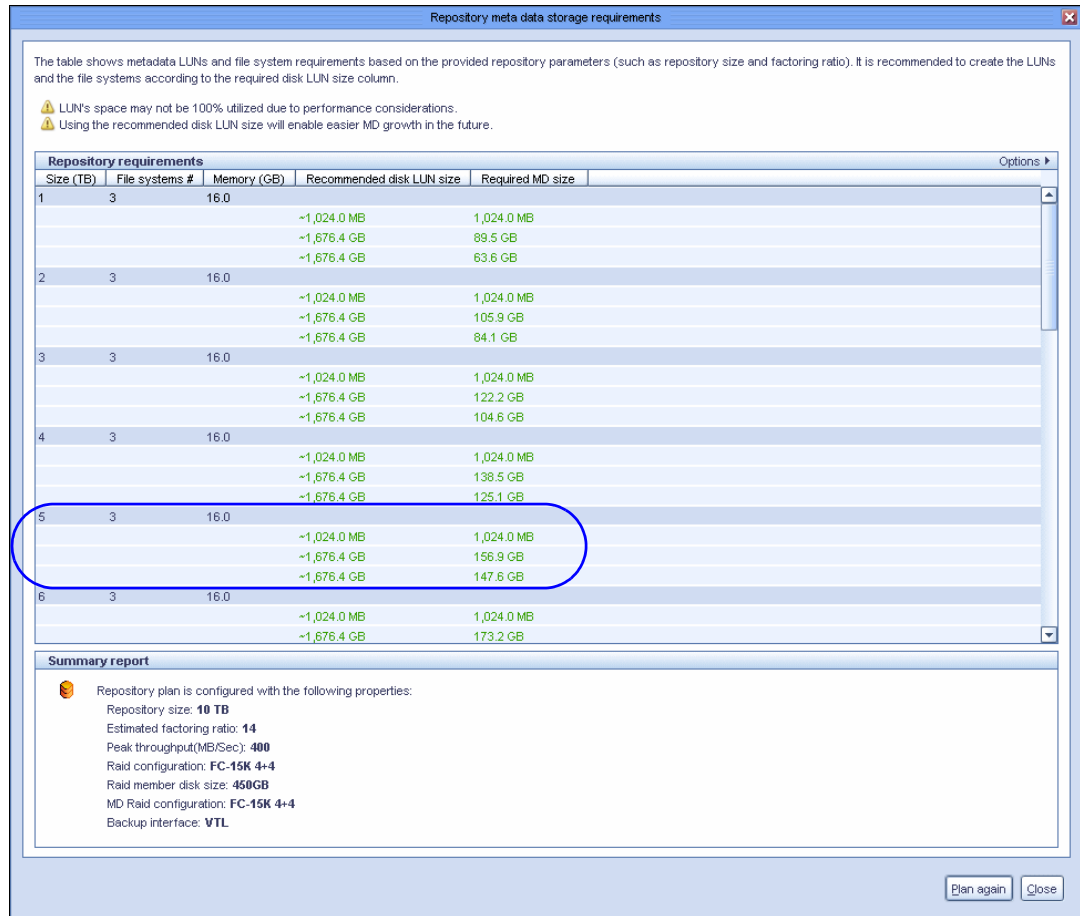 Repository meta data storage requirements
The table shows metadata LUNs and file system requirements based on the provided repository parameters (such as repository size and factoring ratio). It is recommended to create the LUNs
and the file systems according to the required disk LUN size column.
LUN's space may not be 100% utilized due to performance considerations.
Using the recommended disk LUN size will enable easier MD growth in the future.
Repository requirements Options
Size (TB) File systems # Memory (GB) Recommended disk LUN size Required MD size
1 3 16.0
~1,024.0 MB 1,024.0 MB
~1,676.4 GB 89.5 GB
~1,676.4 GB 63.6 GB
2 3 16.0
~1,024.0 MB 1,024.0 MB
~1,676.4 GB 105.9 GB
~1,676.4 GB 84.1 GB
3 3 16.0
~1,024.0 MB 1,024.0 MB
~1,676.4 GB 122.2 GB
~1,676.4 GB 104.6 GB
4 3 16.0
~1,024.0 MB 1,024.0 MB
~1,676.4 GB 138.5 GB
~1,676.4 GB 125.1 GB
5 3 16.0
~1,024.0 MB 1,024.0 MB
~1,676.4 GB 156.9 GB
~1,676.4 GB 147.6 GB
6 3 16.0
~1,024.0 MB 1,024.0 MB
~1,676.4 GB 173.2 GB
Summary report
Repository plan is configured with the following properties:
Repository size: 10 TB
Estimated factoring ratio: 14
Peak throughput(MB/Sec): 400
Raid configuration: FC-15K 4+4
Raid member disk size: 450GB
MD Raid configuration: FC-15K 4+4
Backup interface: VTL
Plan again Close